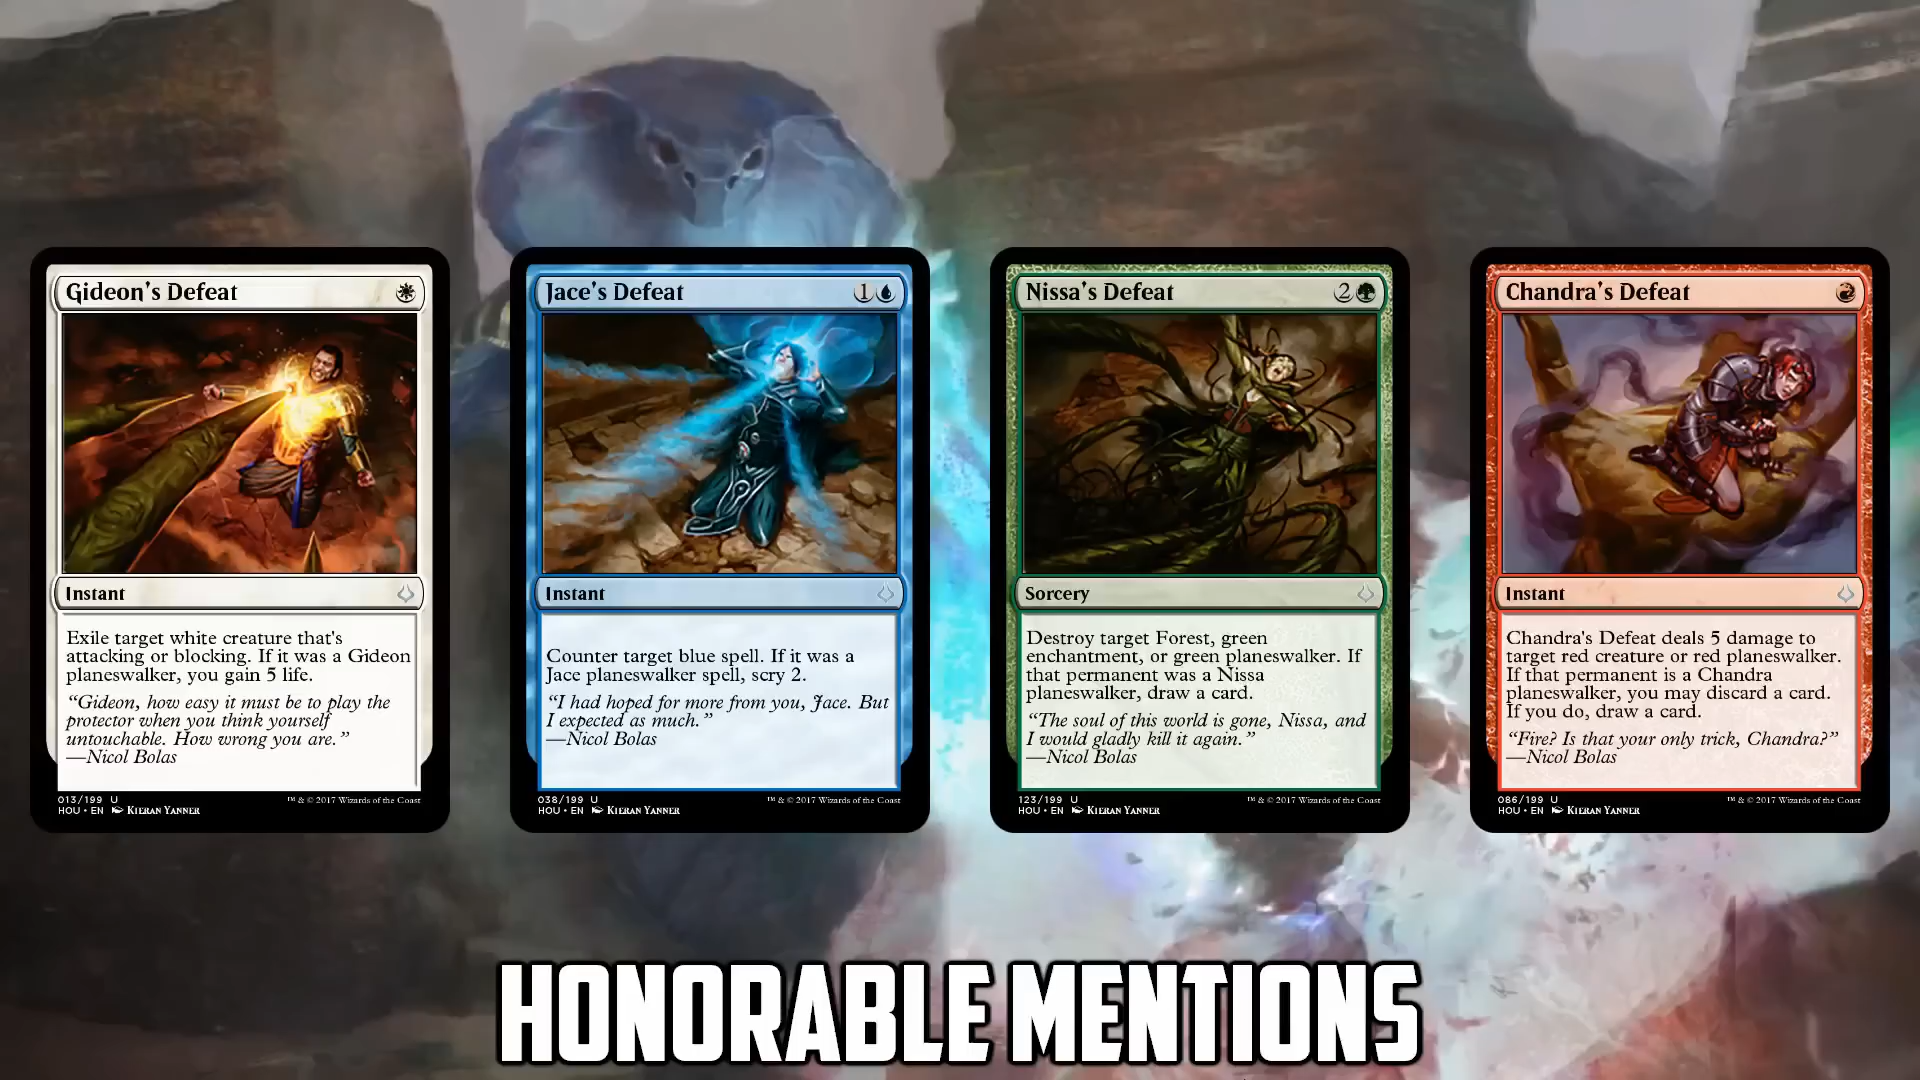 Gideon's Defeat
Instant
Exile target white creature that's
attacking or blocking. If it was a Gideon
planeswalker, you gain 5 life.
"Gideon, how easy it must be to play the
protector when you think yourself
untouchable. How wrong you are."
—Nicol Bolas
013/199 U
HOU • EN KIERAN YANNER
™ & © 2017 Wizards of the Coast
Jace's Defeat
1
Instant
Counter target blue spell. If it was a
Jace planeswalker spell, scry 2.
"I had hoped for more from you, Jace. But
I expected as much."
—Nicol Bolas
038/199 U
HOU • EN KIERAN YANNER
™ & © 2017 Wizards of the Coast
Nissa's Defeat
2
Sorcery
Destroy target Forest, green
enchantment, or green planeswalker. If
that permanent was a Nissa
planeswalker, draw a card.
"The soul of this world is gone, Nissa, and
I would gladly kill it again."
—Nicol Bolas
123/199 U
HOU • EN KIERAN YANNER
™ & © 2017 Wizards of the Coast
Chandra's Defeat
Instant
Chandra's Defeat deals 5 damage to
target red creature or red planeswalker.
If that permanent is a Chandra
planeswalker, you may discard a card.
If you do, draw a card.
"Fire? Is that your only trick, Chandra?"
—Nicol Bolas
086/199 U
HOU • EN KIERAN YANNER
™ & © 2017 Wizards of the Coast
HONORABLE MENTIONS